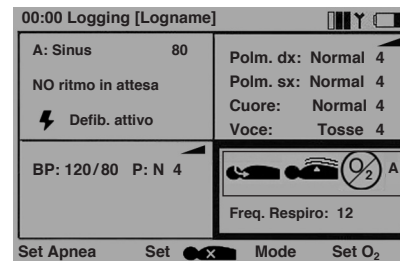 00:00 Logging [Logname]
A: Sinus 80
NO ritmo in attesa
Defib. attivo
Polm. dx: Normal 4
Polm. sx: Normal 4
Cuore: Normal 4
Voce: Tosse 4
BP: 120/80 P: N 4
O2 A
Freq. Respiro: 12
Set Apnea Set Mode Set O2